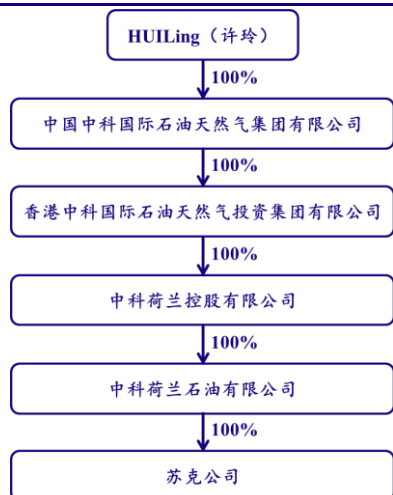 HUILing（许玲）
100%
中国中科国际石油天然气集团有限公司
100%
香港中科国际石油天然气投资集团有限公司
100%
中科荷兰控股有限公司
100%
中科荷兰石油有限公司
100%
苏克公司